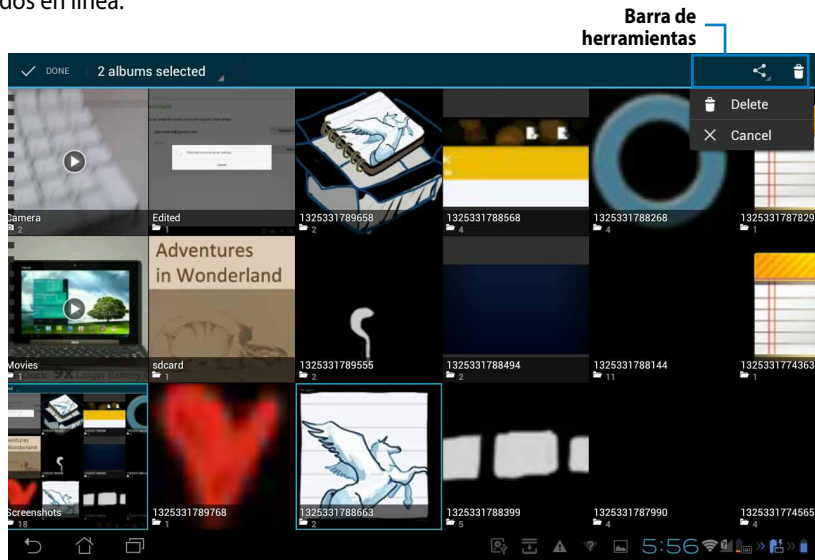 dos en línea.
Barra de
herramientas
DONE 2 albums selected
Delete
Cancel
Camera
2
Edited
1
1325331789658
2
1325331788568
4
1325331788268
4
1325331787829
1
Adventures
in Wonderland
Movies
1
sdcard
1
1325331789555
2
1325331788494
2
1325331788144
11
1325331774363
1
Screenshots
18
1325331789768
1
1325331788663
2
1325331788399
5
1325331787990
4
1325331774565
4
5:56